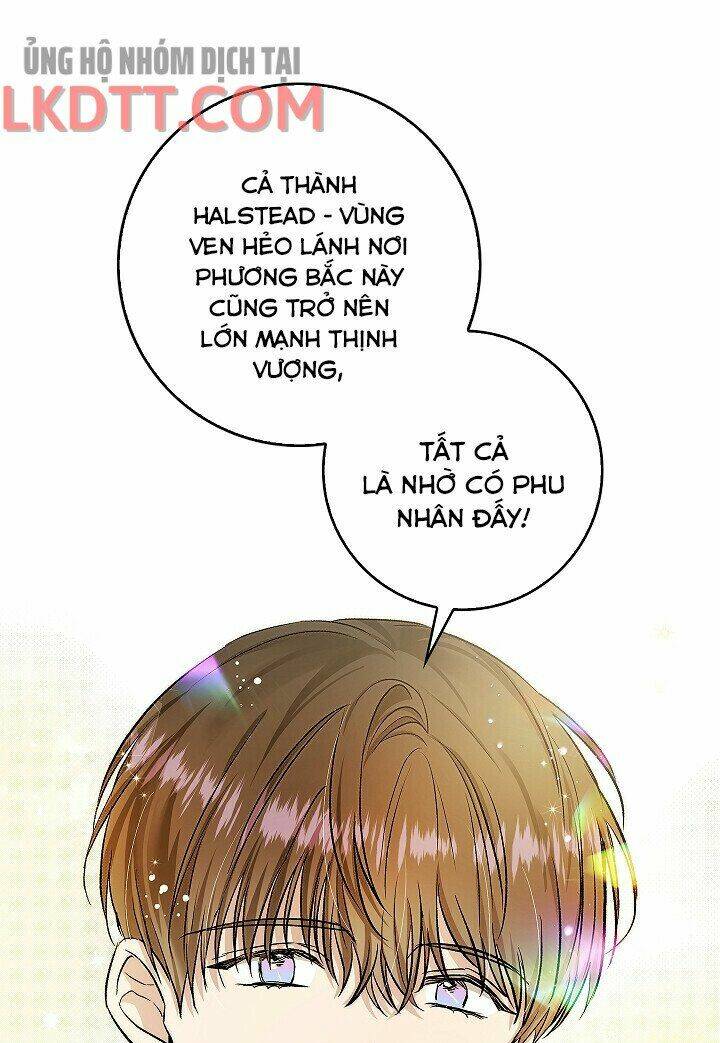 ỦNG HỘ NHÓM DỊCH TẠI
LKDTT.COM
CẢ THÀNH
HALSTEAD - VÙNG
VEN HẺO LÁNH NƠI
PHƯƠNG BẮC NÀY
CŨNG TRỞ NÊN
LỚN MẠNH THỊNH
VƯỢNG,
TẤT CẢ
LÀ NHỜ CÓ PHU
NHÂN ĐẤY!